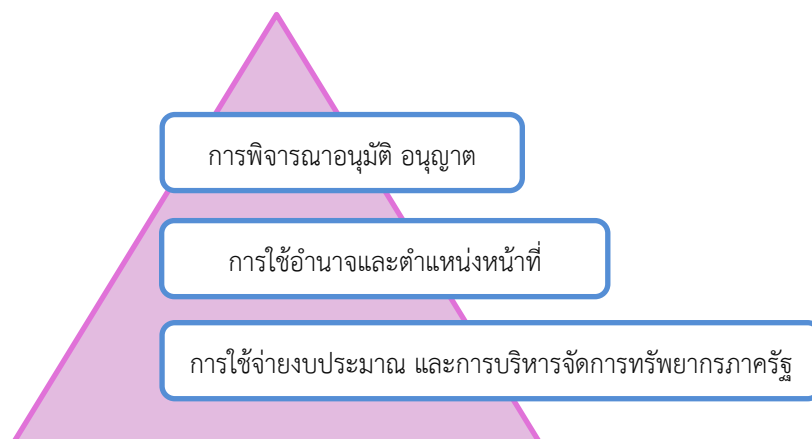 การพิจารณาอนุมัติ อนุญาต
การใช้อำนาจและตำแหน่งหน้าที่
การใช้จ่ายงบประมาณ และการบริหารจัดการทรัพยากรภาครัฐ